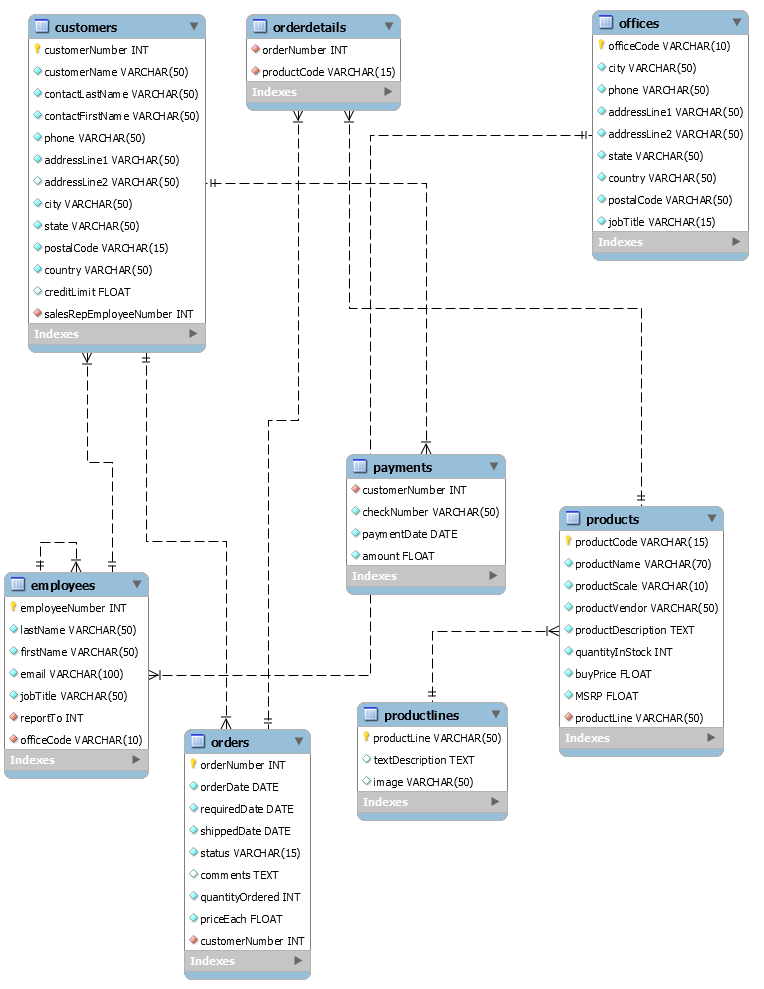 customers
customerNumber INT
customerName VARCHAR(50)
contactLastName VARCHAR(50)
contactFirstName VARCHAR(50)
phone VARCHAR(50)
addressLine1 VARCHAR(50)
addressLine2 VARCHAR(50)
city VARCHAR(50)
state VARCHAR(50)
postalCode VARCHAR(15)
country VARCHAR(50)
creditLimit FLOAT
salesRepEmployeeNumber INT
Indexes
orderdetails
orderNumber INT
productCode VARCHAR(15)
Indexes
offices
officeCode VARCHAR(10)
city VARCHAR(50)
phone VARCHAR(50)
addressLine1 VARCHAR(50)
addressLine2 VARCHAR(50)
state VARCHAR(50)
country VARCHAR(50)
postalCode VARCHAR(50)
jobTitle VARCHAR(15)
Indexes
payments
customerNumber INT
checkNumber VARCHAR(50)
paymentDate DATE
amount FLOAT
Indexes
products
productCode VARCHAR(15)
productName VARCHAR(70)
productScale VARCHAR(10)
productVendor VARCHAR(50)
productDescription TEXT
quantityInStock INT
buyPrice FLOAT
MSRP FLOAT
productLine VARCHAR(50)
Indexes
employees
employeeNumber INT
lastName VARCHAR(50)
firstName VARCHAR(50)
email VARCHAR(100)
jobTitle VARCHAR(50)
reportTo INT
officeCode VARCHAR(10)
Indexes
orders
orderNumber INT
orderDate DATE
requiredDate DATE
shippedDate DATE
status VARCHAR(15)
comments TEXT
quantityOrdered INT
priceEach FLOAT
customerNumber INT
Indexes
productlines
productLine VARCHAR(50)
textDescription TEXT
image VARCHAR(50)
Indexes